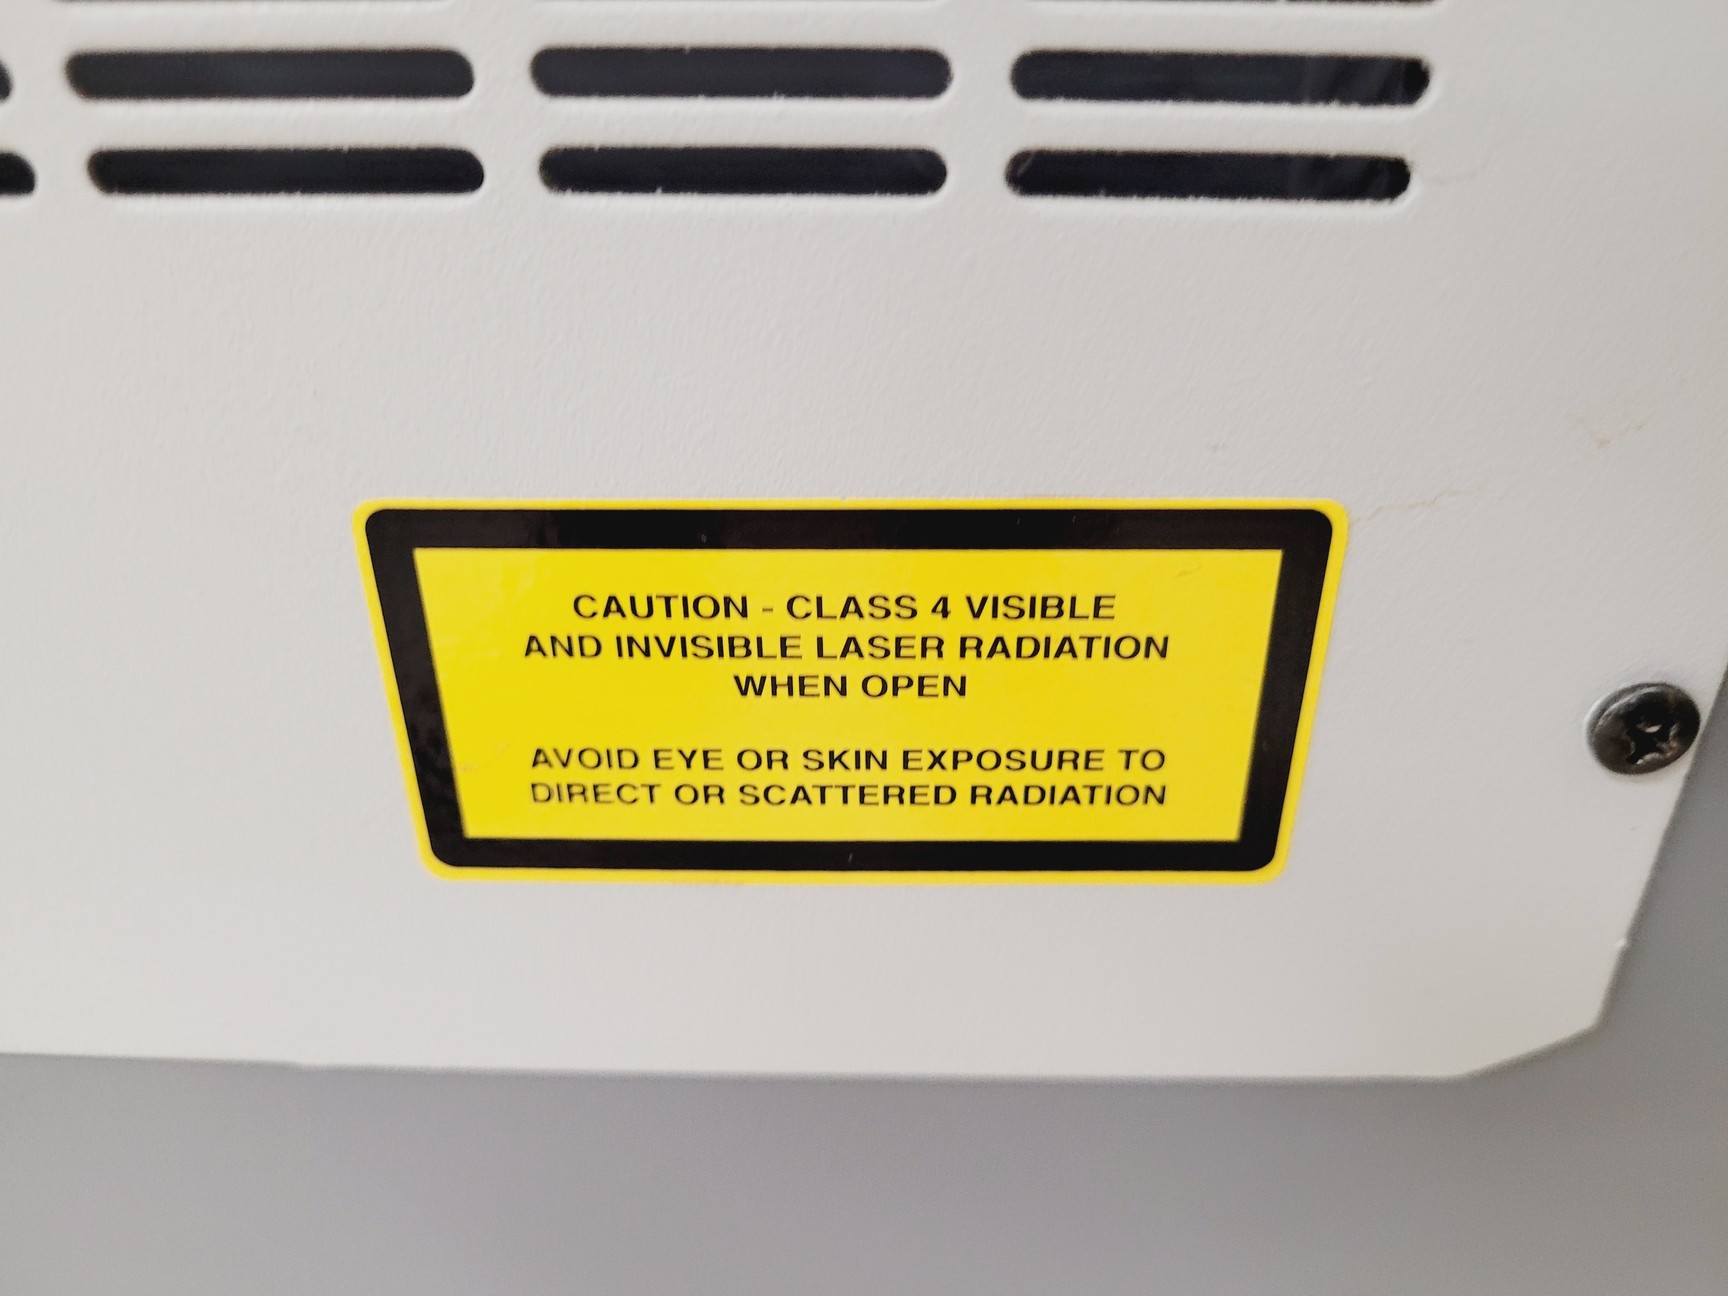 CAUTION - CLASS 4 VISIBLE
AND INVISIBLE LASER RADIATION
WHEN OPEN
AVOID EYE OR SKIN EXPOSURE TO
DIRECT OR SCATTERED RADIATION